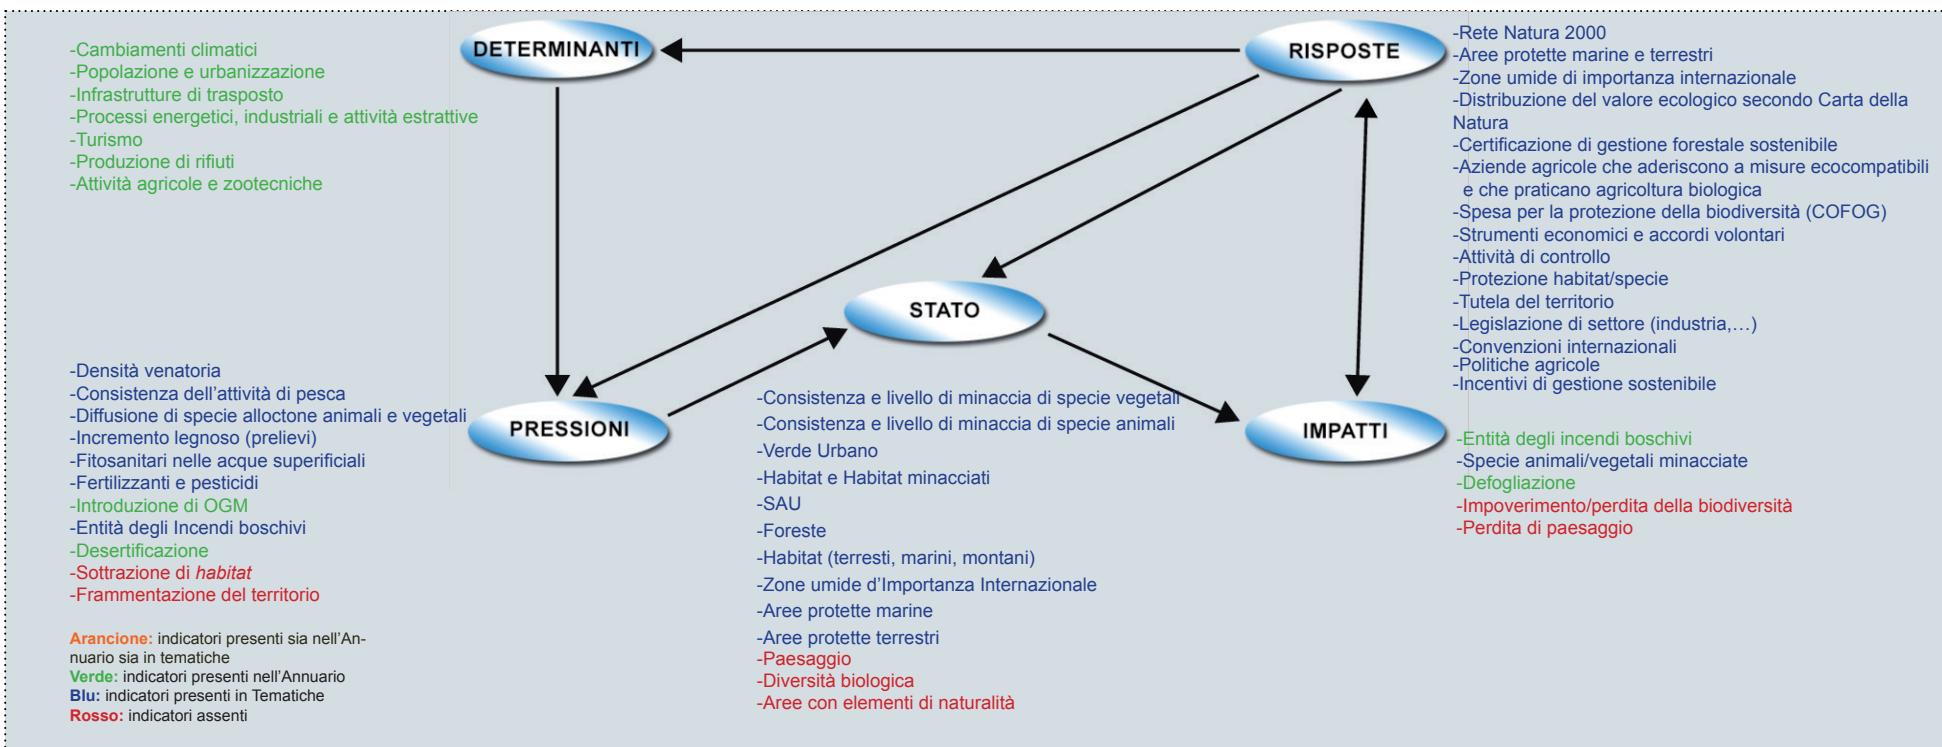 DETERMINANTI
-Cambiamenti climatici
-Popolazione e urbanizzazione
-Infrastrutture di trasposto
-Processi energetici, industriali e attività estrattive
-Turismo
-Produzione di rifiuti
-Attività agricole e zootecniche
RISPOSTE
-Rete Natura 2000
-Aree protette marine e terrestri
-Zone umide di importanza internazionale
-Distribuzione del valore ecologico secondo Carta della
Natura
-Certificazione di gestione forestale sostenibile
-Aziende agricole che aderiscono a misure ecocompatibili
e che praticano agricoltura biologica
-Spesa per la protezione della biodiversità (COFOG)
-Strumenti economici e accordi volontari
-Attività di controllo
-Protezione habitat/specie
-Tutela del territorio
-Legislazione di settore (industria,…)
-Convenzioni internazionali
-Politiche agricole
-Incentivi di gestione sostenibile
PRESSIONI
-Densità venatoria
-Consistenza dell'attività di pesca
-Diffusione di specie alloctone animali e vegetali
-Incremento legnoso (prelievi)
-Fitosanitari nelle acque superificiali
-Fertilizzanti e pesticidi
-Introduzione di OGM
-Entità degli Incendi boschivi
-Desertificazione
-Sottrazione di habitat
-Frammentazione del territorio
STATO
-Consistenza e livello di minaccia di specie vegetali
-Consistenza e livello di minaccia di specie animali
-Verde Urbano
-Habitat e Habitat minacciati
-SAU
-Foreste
-Habitat (terresti, marini, montani)
-Zone umide d'Importanza Internazionale
-Aree protette marine
-Aree protette terrestri
-Paesaggio
-Diversità biologica
-Aree con elementi di naturalità
IMPATTI
-Entità degli incendi boschivi
-Specie animali/vegetali minacciate
-Defogliazione
-Impoverimento/perdita della biodiversità
-Perdita di paesaggio
Arancione: indicatori presenti sia nell'An-
nuario sia in tematiche
Verde: indicatori presenti nell'Annuario
Blu: indicatori presenti in Tematiche
Rosso: indicatori assenti